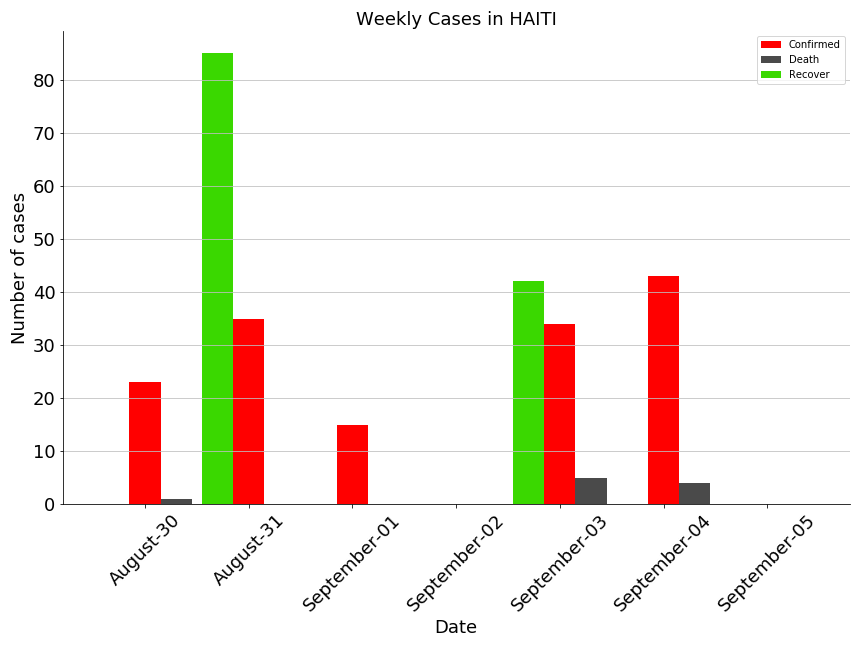 Weekly Cases in HAITI
Confirmed
Death
Recover
Number of cases
80
70
60
50
40
30
20
10
0
August-30
August-31
September-01
September-02
September-03
September-04
September-05
Date